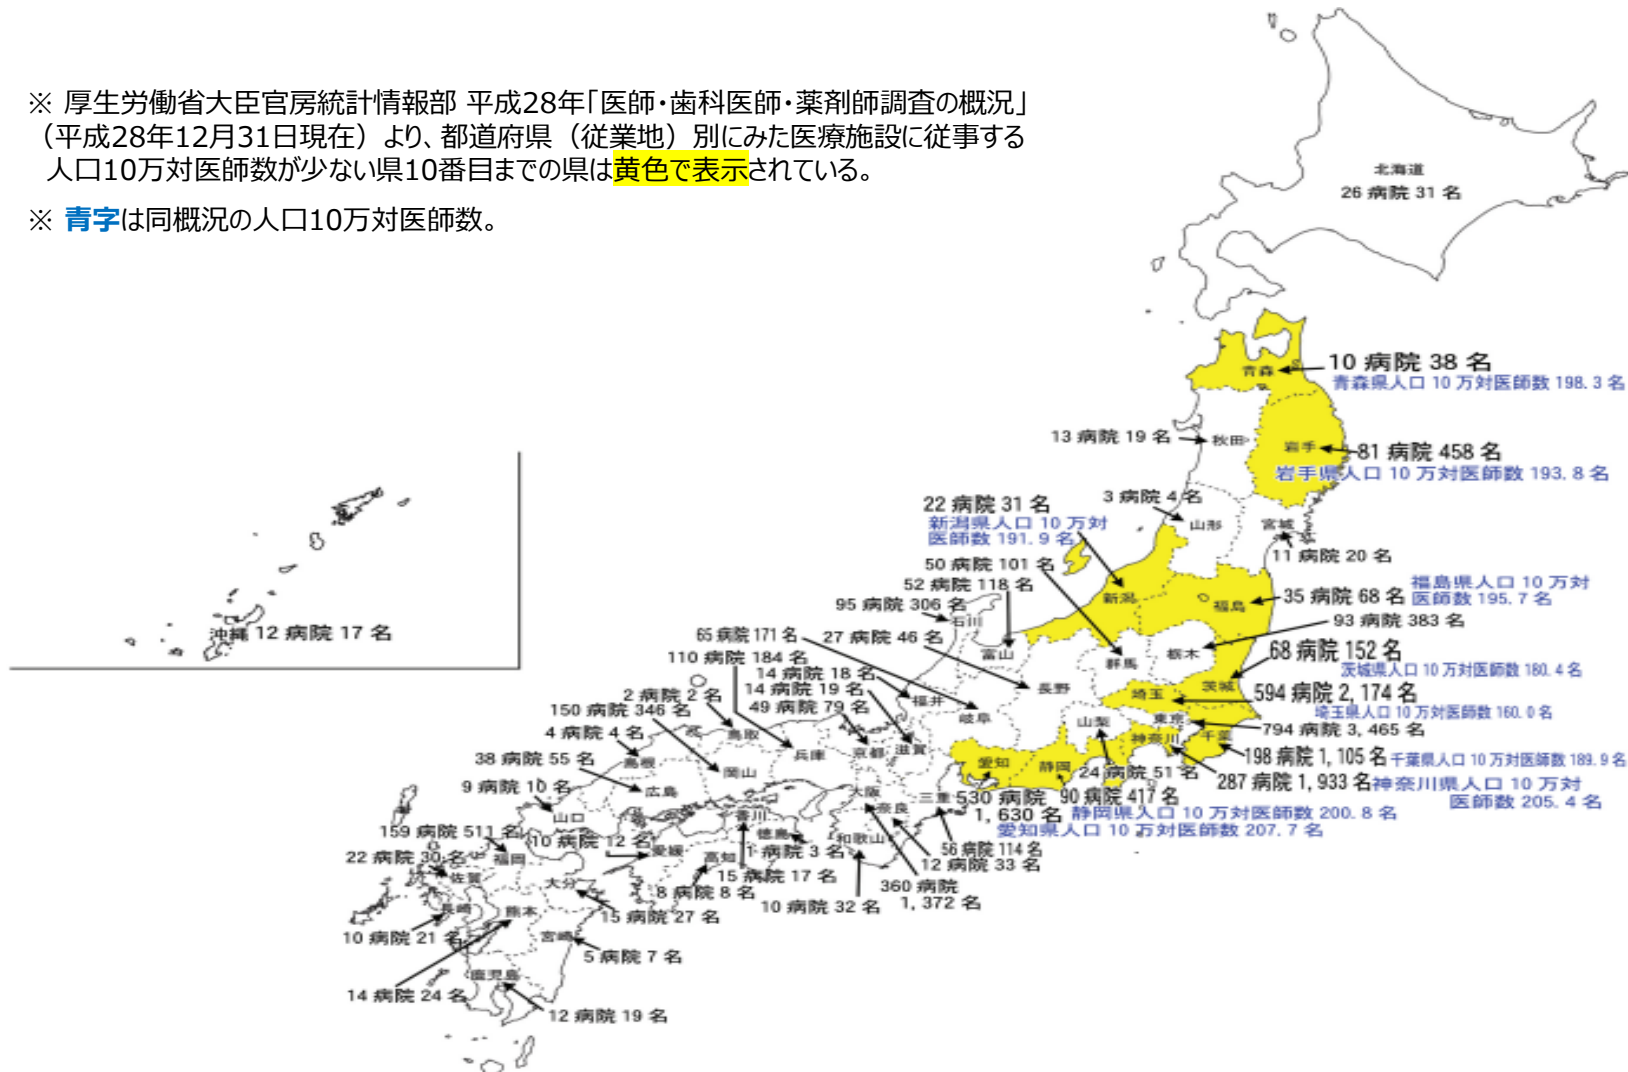 ※ 厚生労働省大臣官房統計情報部 平成28年「医師・歯科医師・薬剤師調査の概況」
（平成28年12月31日現在）より、都道府県（従業地）別にみた医療施設に従事する
人口10万対医師数が少ない県10番目までの県は黄色で表示されている。
※ 青字は同概況の人口10万対医師数。
北海道
26 病院 31 名
青森
10 病院 38 名
青森県人口 10 万対医師数 198.3 名
13 病院 19 名
秋田
岩手
81 病院 458 名
岩手県人口 10 万対医師数 193.8 名
3 病院 4 名
山形
宮城
11 病院 20 名
22 病院 31 名
新潟県人口 10 万対
医師数 191.9 名
新潟
福島
35 病院 68 名
福島県人口 10 万対
医師数 195.7 名
50 病院 101 名
群馬
52 病院 118 名
富山
95 病院 306 名
石川
93 病院 383 名
栃木
68 病院 152 名
茨城県人口 10 万対医師数 180.4 名
茨城
594 病院 2,174 名
埼玉県人口 10 万対医師数 160.0 名
埼玉
794 病院 3,465 名
東京
198 病院 1,105 名
千葉県人口 10 万対医師数 189.9 名
千葉
287 病院 1,933 名
神奈川県人口 10 万対
医師数 205.4 名
神奈川
山梨
24 病院 51 名
27 病院 46 名
長野
65 病院 171 名
岐阜
静岡
90 病院 417 名
静岡県人口 10 万対医師数 200.8 名
愛知
530 病院
1,630 名
愛知県人口 10 万対医師数 207.7 名
三重
56 病院 114 名
14 病院 18 名
福井
14 病院 19 名
滋賀
49 病院 79 名
京都
110 病院 184 名
兵庫
大阪
360 病院
1,372 名
奈良
12 病院 33 名
和歌山
10 病院 32 名
2 病院 2 名
鳥取
4 病院 4 名
島根
150 病院 346 名
岡山
38 病院 55 名
広島
9 病院 10 名
山口
徳島
1 病院 3 名
香川
15 病院 17 名
10 病院 12 名
愛媛
高知
8 病院 8 名
159 病院 511 名
福岡
22 病院 30 名
佐賀
長崎
10 病院 21 名
熊本
14 病院 24 名
大分
15 病院 27 名
宮崎
5 病院 7 名
鹿児島
12 病院 19 名
沖縄 12 病院 17 名